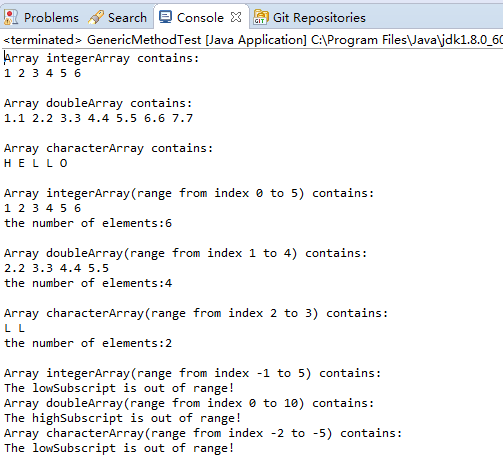 Problems Search Console Git Repositories
<terminated> GenericMethodTest [Java Application] C:\Program Files\Java\jdk1.8.0_60
Array integerArray contains:
1 2 3 4 5 6
Array doubleArray contains:
1.1 2.2 3.3 4.4 5.5 6.6 7.7
Array characterArray contains:
H E L L O
Array integerArray(range from index 0 to 5) contains:
1 2 3 4 5 6
the number of elements:6
Array doubleArray(range from index 1 to 4) contains:
2.2 3.3 4.4 5.5
the number of elements:4
Array characterArray(range from index 2 to 3) contains:
L L
the number of elements:2
Array integerArray(range from index -1 to 5) contains:
The lowSubscript is out of range!
Array doubleArray(range from index 0 to 10) contains:
The highSubscript is out of range!
Array characterArray(range from index -2 to -5) contains:
The lowSubscript is out of range!